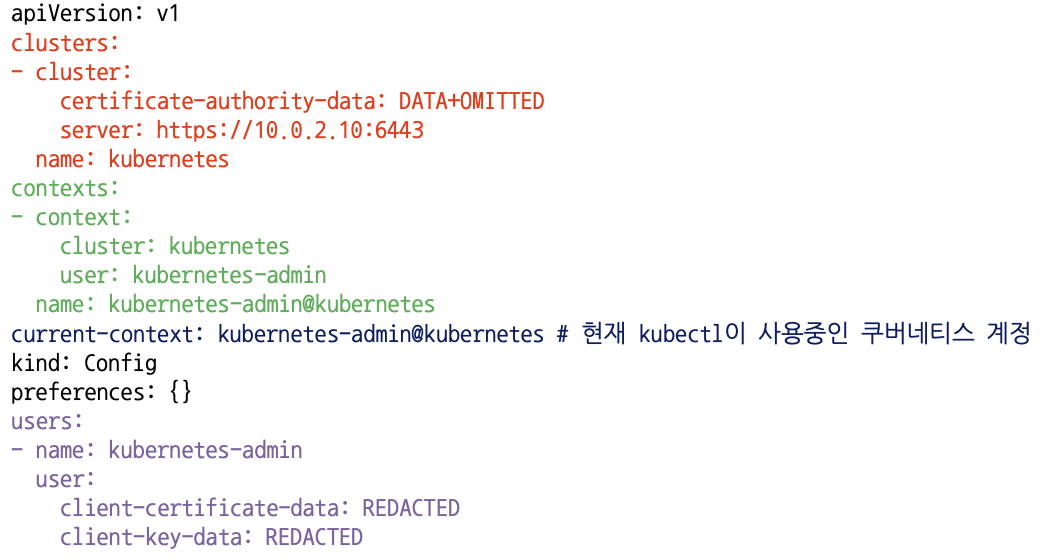 apiVersion: v1
clusters:
- cluster:
    certificate-authority-data: DATA+OMITTED
    server: https://10.0.2.10:6443
  name: kubernetes
contexts:
- context:
    cluster: kubernetes
    user: kubernetes-admin
  name: kubernetes-admin@kubernetes
current-context: kubernetes-admin@kubernetes # 현재 kubectl이 사용중인 쿠버네티스 계정
kind: Config
preferences: {}
users:
- name: kubernetes-admin
  user:
    client-certificate-data: REDACTED
    client-key-data: REDACTED